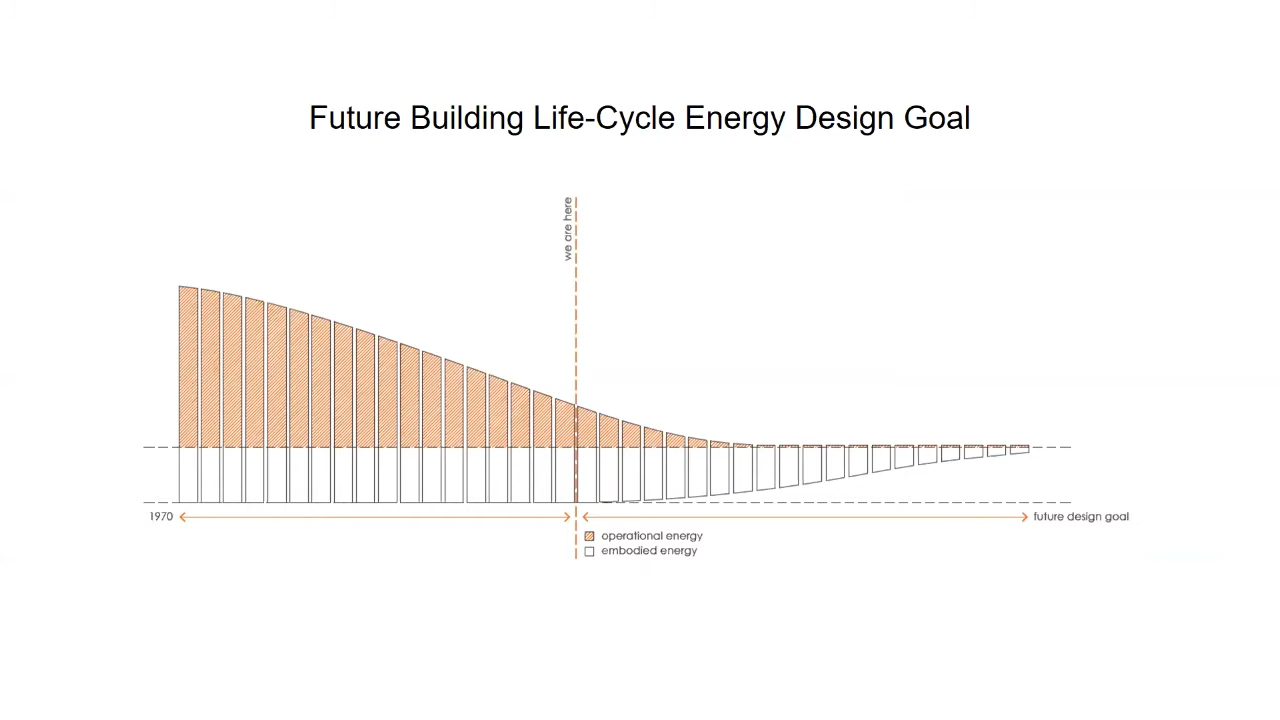 Future Building Life-Cycle Energy Design Goal
we are here
1970
future design goal
operational energy
embodied energy